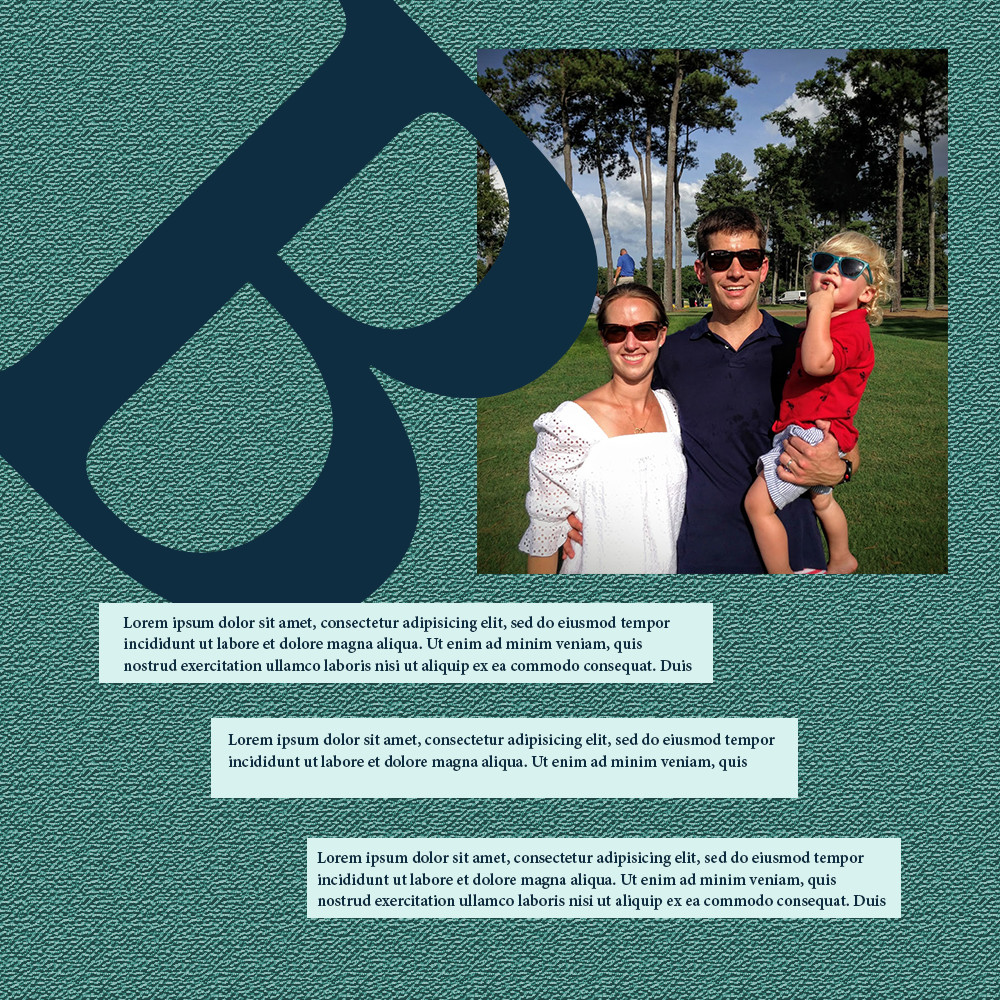 B
Lorem ipsum dolor sit amet, consectetur adipisicing elit, sed do eiusmod tempor
incididunt ut labore et dolore magna aliqua. Ut enim ad minim veniam, quis
nostrud exercitation ullamco laboris nisi ut aliquip ex ea commodo consequat. Duis
Lorem ipsum dolor sit amet, consectetur adipisicing elit, sed do eiusmod tempor
incididunt ut labore et dolore magna aliqua. Ut enim ad minim veniam, quis
Lorem ipsum dolor sit amet, consectetur adipisicing elit, sed do eiusmod tempor
incididunt ut labore et dolore magna aliqua. Ut enim ad minim veniam, quis
nostrud exercitation ullamco laboris nisi ut aliquip ex ea commodo consequat. Duis